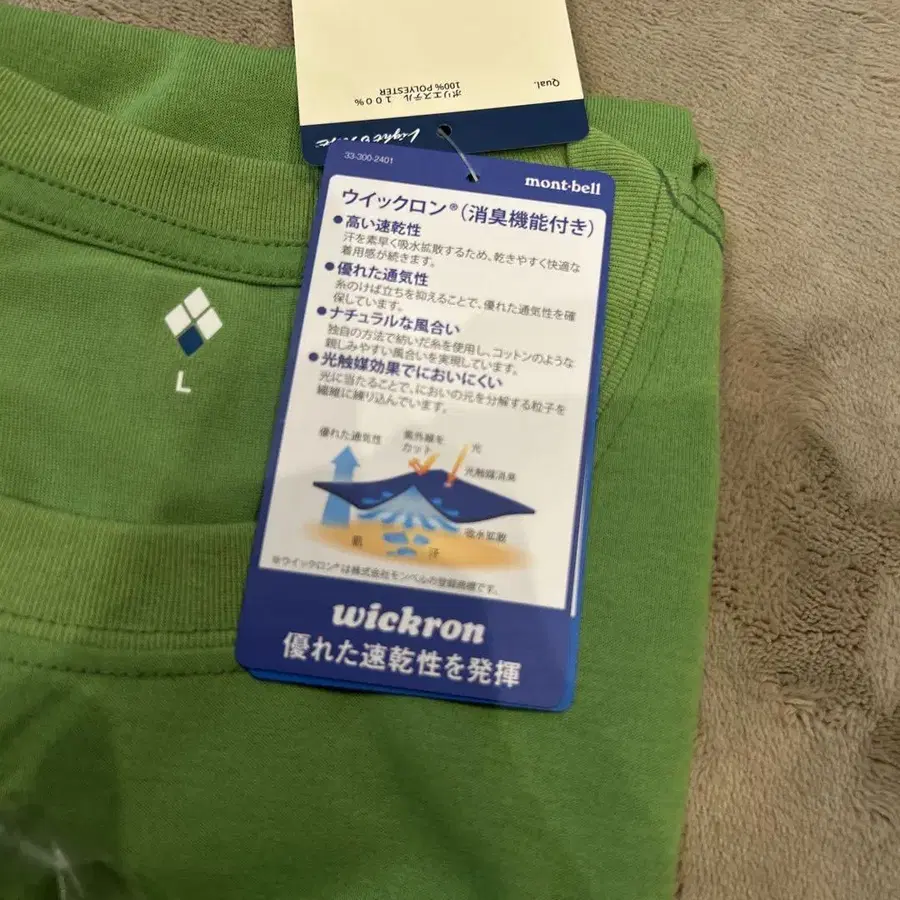 Qual.
ポリエステル 100%
100% POLYESTER
33-300-2401
mont-bell
ウイックロン®(消臭機能付き)
●高い速乾性
汗を素早く吸水拡散するため、乾きやすく快適な
着用感が続きます。
●優れた通気性
糸のけば立ちを抑えることで、優れた通気性を確
保しています。
●ナチュラルな風合い
独自の方法で紡いだ糸を使用し、コットンのような
親しみやすい風合いを実現しています。
●光触媒効果でにおいにくい
光に当たることで、においの元を分解する粒子を
繊維に練り込んでいます。
優れた通気性
紫外線を
カット
光
光触媒消臭
吸水拡散
肌
汗
※ウイックロン®は株式会社モンベルの登録商標です。
wickron
優れた速乾性を発揮
L